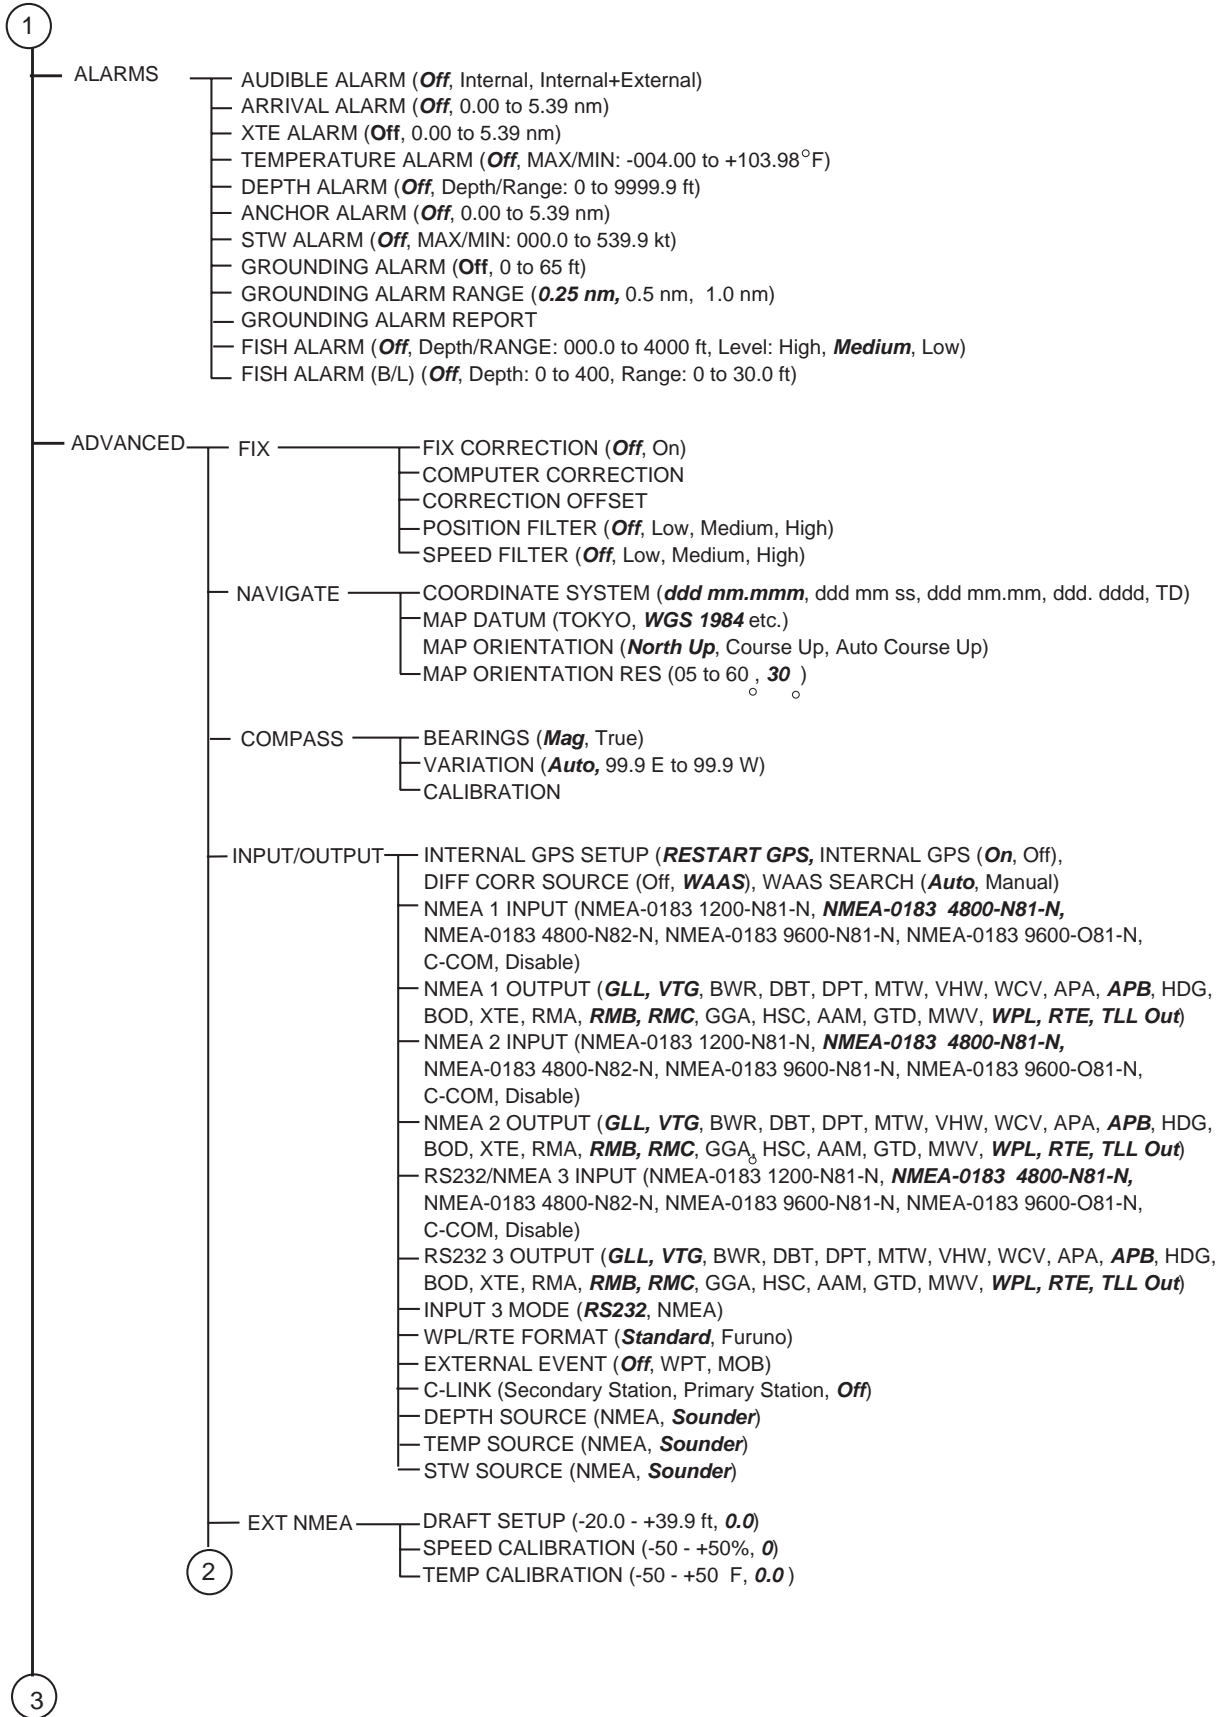 1
ALARMS
AUDIBLE ALARM (Off, Internal, Internal+External)
ARRIVAL ALARM (Off, 0.00 to 5.39 nm)
XTE ALARM (Off, 0.00 to 5.39 nm)
TEMPERATURE ALARM (Off, MAX/MIN: -004.00 to +103.98°F)
DEPTH ALARM (Off, Depth/Range: 0 to 9999.9 ft)
ANCHOR ALARM (Off, 0.00 to 5.39 nm)
STW ALARM (Off, MAX/MIN: 000.0 to 539.9 kt)
GROUNDING ALARM (Off, 0 to 65 ft)
GROUNDING ALARM RANGE (0.25 nm, 0.5 nm, 1.0 nm)
GROUNDING ALARM REPORT
FISH ALARM (Off, Depth/RANGE: 000.0 to 4000 ft, Level: High, Medium, Low)
FISH ALARM (B/L) (Off, Depth: 0 to 400, Range: 0 to 30.0 ft)
ADVANCED
FIX
FIX CORRECTION (Off, On)
COMPUTER CORRECTION
CORRECTION OFFSET
POSITION FILTER (Off, Low, Medium, High)
SPEED FILTER (Off, Low, Medium, High)
NAVIGATE
COORDINATE SYSTEM (ddd mm.mmm, ddd mm ss, ddd mm.mm, ddd. dddd, TD)
MAP DATUM (TOKYO, WGS 1984 etc.)
MAP ORIENTATION (North Up, Course Up, Auto Course Up)
MAP ORIENTATION RES (05 to 60°, 30°)
COMPASS
BEARINGS (Mag, True)
VARIATION (Auto, 99.9 E to 99.9 W)
CALIBRATION
INPUT/OUTPUT
INTERNAL GPS SETUP (RESTART GPS, INTERNAL GPS (On, Off),
DIFF CORR SOURCE (Off, WAAS), WAAS SEARCH (Auto, Manual)
NMEA 1 INPUT (NMEA-0183 1200-N81-N, NMEA-0183 4800-N81-N,
NMEA-0183 4800-N82-N, NMEA-0183 9600-N81-N, NMEA-0183 9600-O81-N,
C-COM, Disable)
NMEA 1 OUTPUT (GLL, VTG, BWR, DBT, DPT, MTW, VHW, WCV, APA, APB, HDG,
BOD, XTE, RMA, RMB, RMC, GGA, HSC, AAM, GTD, MWV, WPL, RTE, TLL Out)
NMEA 2 INPUT (NMEA-0183 1200-N81-N, NMEA-0183 4800-N81-N,
NMEA-0183 4800-N82-N, NMEA-0183 9600-N81-N, NMEA-0183 9600-O81-N,
C-COM, Disable)
NMEA 2 OUTPUT (GLL, VTG, BWR, DBT, DPT, MTW, VHW, WCV, APA, APB, HDG,
BOD, XTE, RMA, RMB, RMC, GGA, HSC, AAM, GTD, MWV, WPL, RTE, TLL Out)
RS232/NMEA 3 INPUT (NMEA-0183 1200-N81-N, NMEA-0183 4800-N81-N,
NMEA-0183 4800-N82-N, NMEA-0183 9600-N81-N, NMEA-0183 9600-O81-N,
C-COM, Disable)
RS232 3 OUTPUT (GLL, VTG, BWR, DBT, DPT, MTW, VHW, WCV, APA, APB, HDG,
BOD, XTE, RMA, RMB, RMC, GGA, HSC, AAM, GTD, MWV, WPL, RTE, TLL Out)
INPUT 3 MODE (RS232, NMEA)
WPL/RTE FORMAT (Standard, Furuno)
EXTERNAL EVENT (Off, WPT, MOB)
C-LINK (Secondary Station, Primary Station, Off)
DEPTH SOURCE (NMEA, Sounder)
TEMP SOURCE (NMEA, Sounder)
STW SOURCE (NMEA, Sounder)
EXT NMEA
DRAFT SETUP (-20.0 - +39.9 ft, 0.0)
SPEED CALIBRATION (-50 - +50%, 0)
TEMP CALIBRATION (-50 - +50 F, 0.0 )
2
3